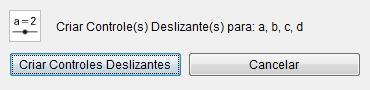 a=2
Criar Controle(s) Deslizante(s) para: a, b, c, d
Criar Controles Deslizantes
Cancelar